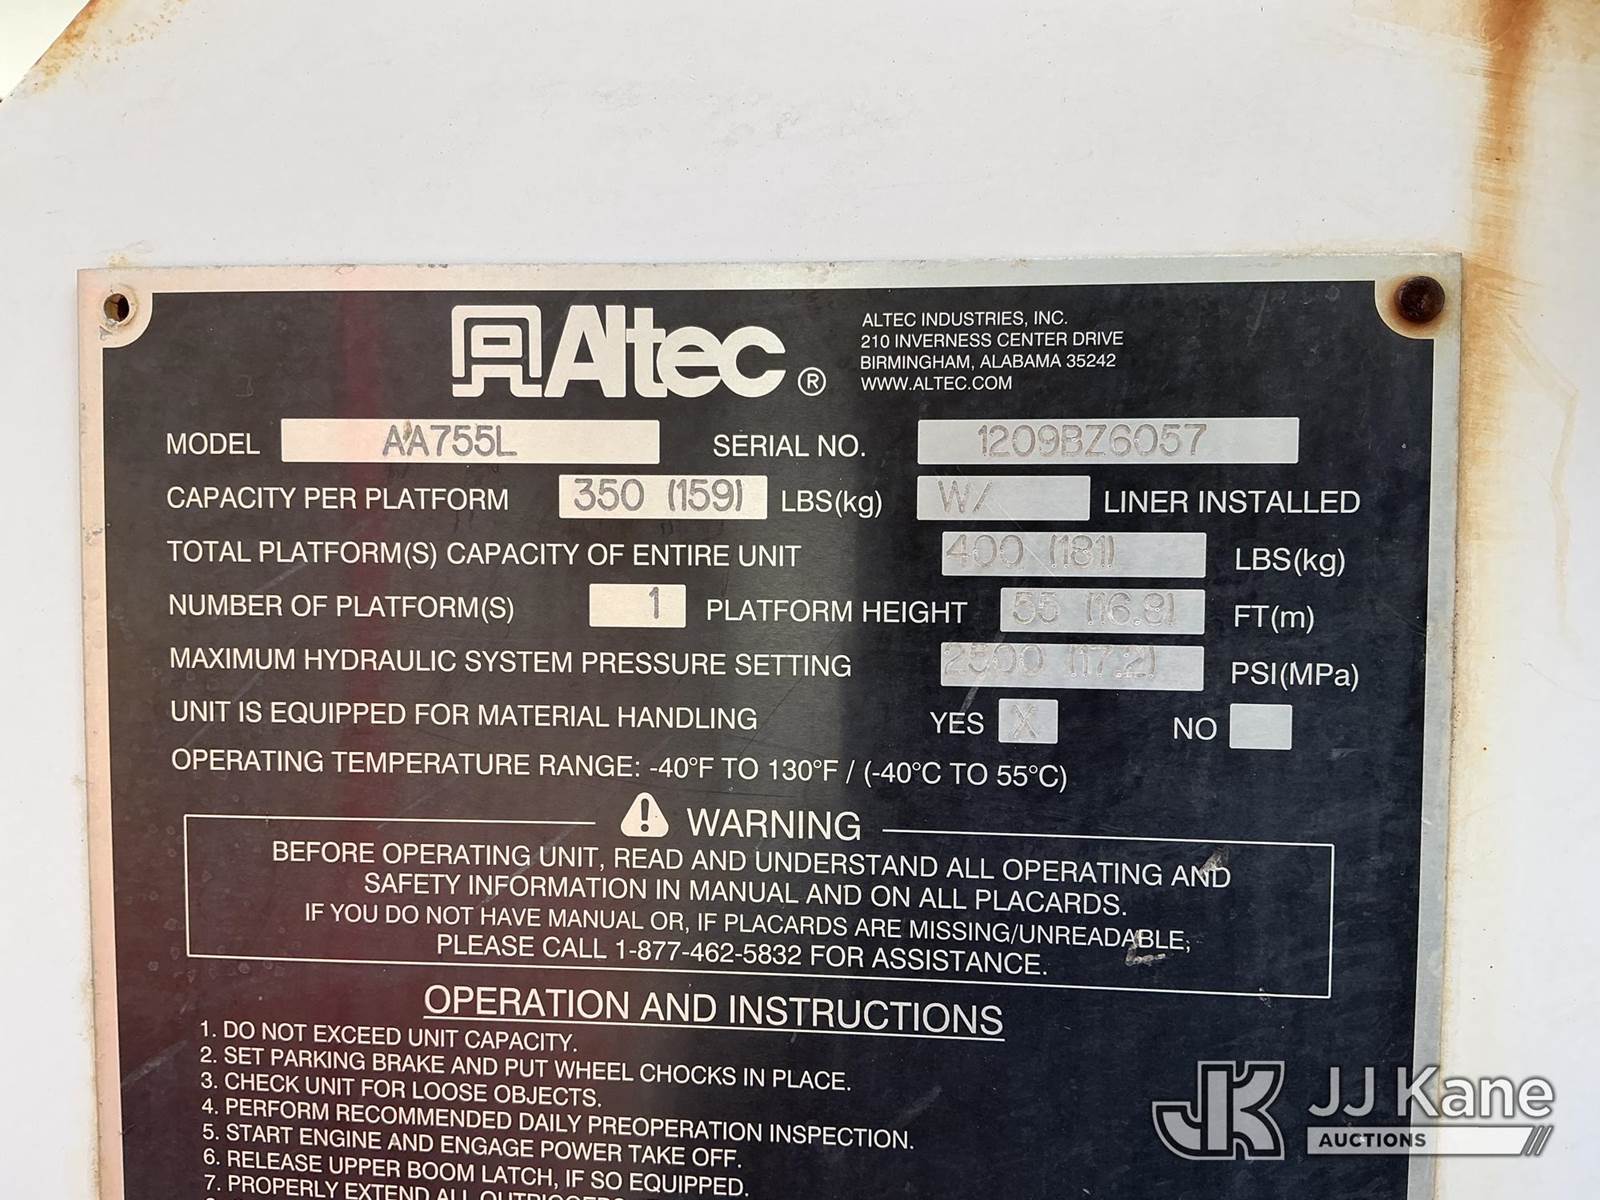 Altec ®
ALTEC INDUSTRIES, INC.
210 INVERNESS CENTER DRIVE
BIRMINGHAM, ALABAMA 35242
WWW.ALTEC.COM
MODEL AA755L SERIAL NO. 1209BZ6057
CAPACITY PER PLATFORM 350 (159) LBS(kg) W/ LINER INSTALLED
TOTAL PLATFORM(S) CAPACITY OF ENTIRE UNIT 400 (181) LBS(kg)
NUMBER OF PLATFORM(S) 1 PLATFORM HEIGHT 55 (16.8) FT(m)
MAXIMUM HYDRAULIC SYSTEM PRESSURE SETTING 2500 (17.2) PSI(MPa)
UNIT IS EQUIPPED FOR MATERIAL HANDLING YES X NO
OPERATING TEMPERATURE RANGE: -40°F TO 130°F / (-40°C TO 55°C)
WARNING
BEFORE OPERATING UNIT, READ AND UNDERSTAND ALL OPERATING AND
SAFETY INFORMATION IN MANUAL AND ON ALL PLACARDS.
IF YOU DO NOT HAVE MANUAL OR, IF PLACARDS ARE MISSING/UNREADABLE,
PLEASE CALL 1-877-462-5832 FOR ASSISTANCE.
OPERATION AND INSTRUCTIONS
1. DO NOT EXCEED UNIT CAPACITY.
2. SET PARKING BRAKE AND PUT WHEEL CHOCKS IN PLACE.
3. CHECK UNIT FOR LOOSE OBJECTS.
4. PERFORM RECOMMENDED DAILY PREOPERATION INSPECTION.
5. START ENGINE AND ENGAGE POWER TAKE OFF.
6. RELEASE UPPER BOOM LATCH, IF SO EQUIPPED.
7. PROPERLY EXTEND ALL OUTRIGGERS
JK JJ Kane
AUCTIONS